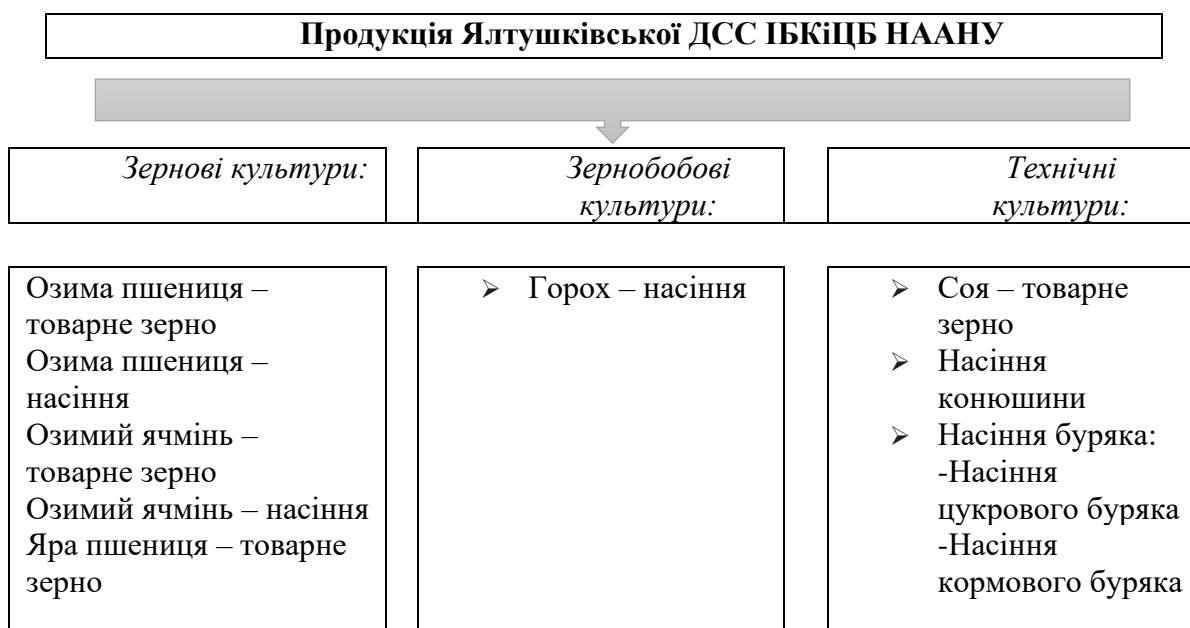 Продукція Ялтушківської ДСС ІБКіЦБ НААНУ
Зернові культури:
Зернобобові
культури:
Технічні
культури:
Озима пшениця –
товарне зерно
Озима пшениця –
насіння
Озимий ячмінь –
товарне зерно
Озимий ячмінь – насіння
Яра пшениця – товарне
зерно
➢ Горох – насіння
➢ Соя – товарне
зерно
➢ Насіння
конюшини
➢ Насіння буряка:
-Насіння
цукрового буряка
-Насіння
кормового буряка